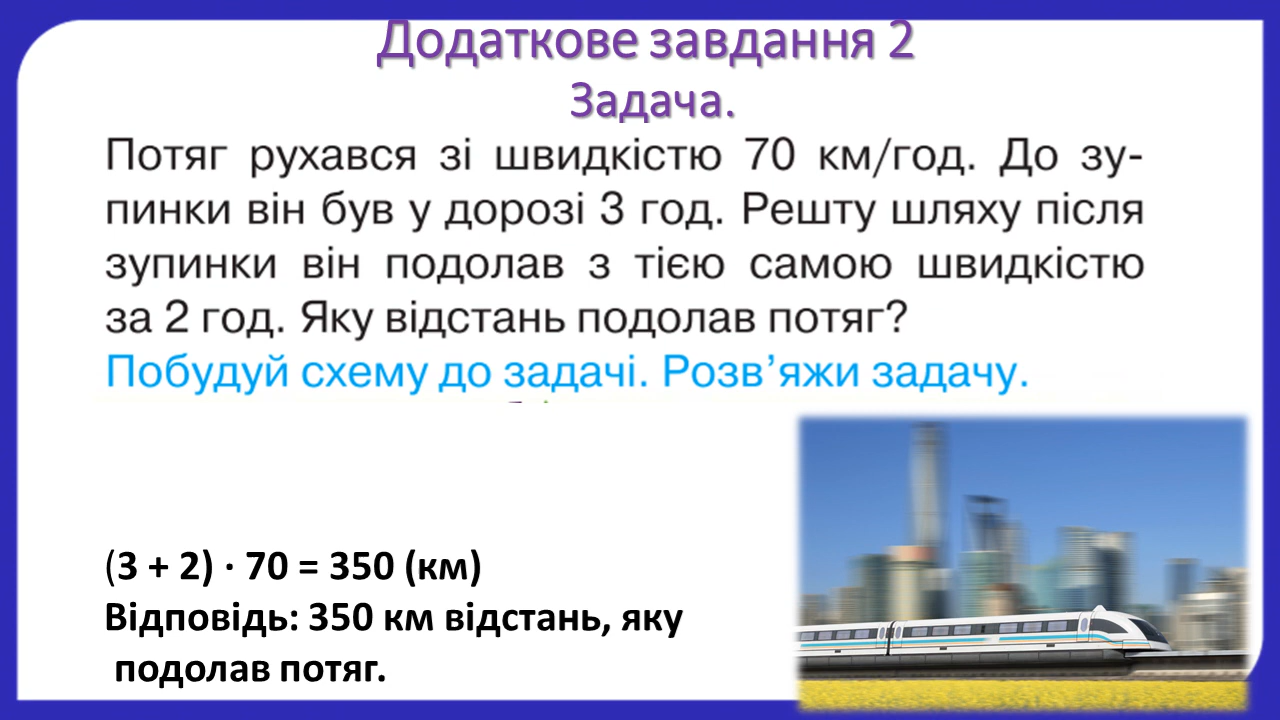 Додаткове завдання 2
Задача.
Потяг рухався зі швидкістю 70 км/год. До зу-
пинки він був у дорозі 3 год. Решту шляху після
зупинки він подолав з тією самою швидкістю
за 2 год. Яку відстань подолав потяг?
Побудуй схему до задачі. Розв’яжи задачу.
(3 + 2) · 70 = 350 (км)
Відповідь: 350 км відстань, яку
подолав потяг.